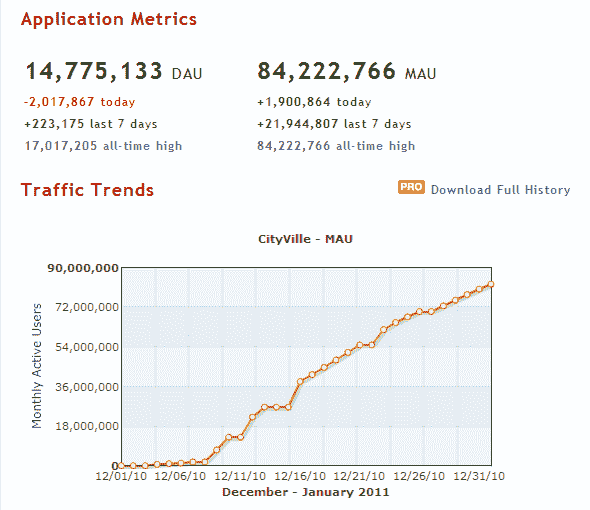 Application Metrics
14,775,133 DAU
84,222,766 MAU
-2,017,867 today
+1,900,864 today
+223,175 last 7 days
+21,944,807 last 7 days
17,017,205 all-time high
84,222,766 all-time high
Traffic Trends
PRO Download Full History
CityVille - MAU
Monthly Active Users
90,000,000
72,000,000
54,000,000
36,000,000
18,000,000
0
12/01/10 12/06/10 12/11/10 12/16/10 12/21/10 12/26/10 12/31/10
December - January 2011